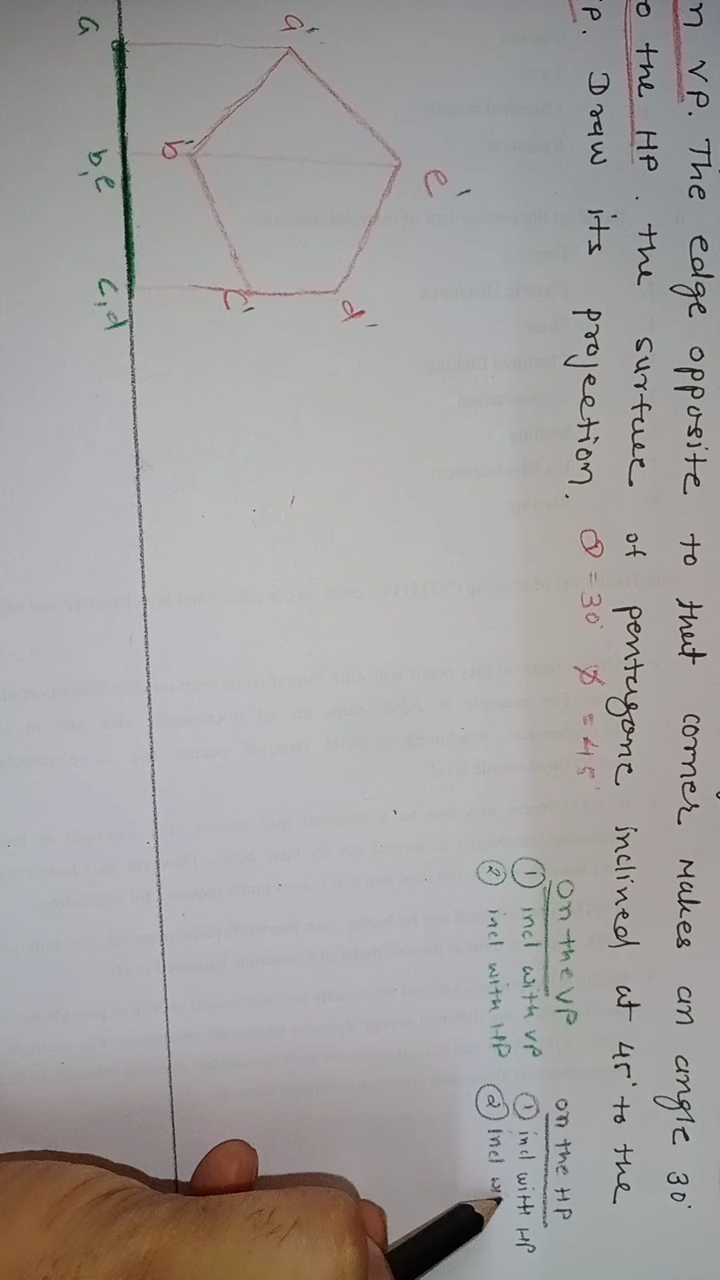 n VP. The edge opposite to that corner makes an angle 30°
o the HP. the surface of pentagone inclined at 45° to the
P. Draw its projection. = 30° = 45°
on the VP
① incl with VP
② incl with HP
on the HP
① incl with HP
② incl w
a'
b'
e'
c'
d'
a
b,e
c,d